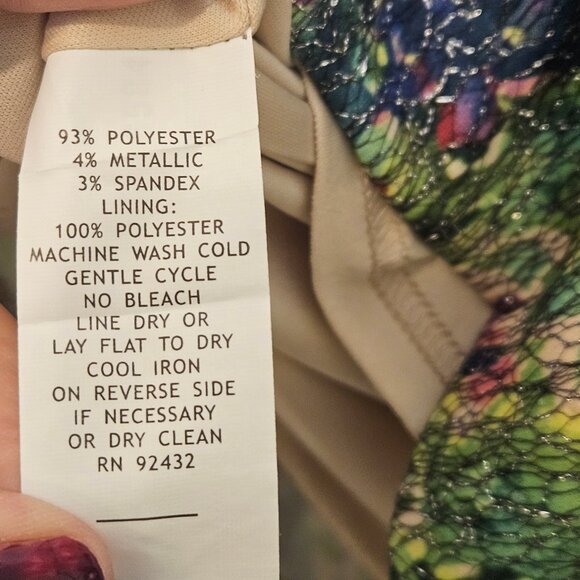 93% POLYESTER
4% METALLIC
3% SPANDEX
LINING:
100% POLYESTER
MACHINE WASH COLD
GENTLE CYCLE
NO BLEACH
LINE DRY OR
LAY FLAT TO DRY
COOL IRON
ON REVERSE SIDE
IF NECESSARY
OR DRY CLEAN
RN 92432